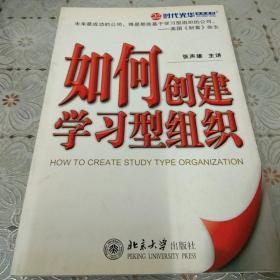 时代光华
未来最成功的公司，将是那些基于学习型组织的公司。
——美国《财富》杂志
张声雄 主讲
如何创建
学习型组织
HOW TO CREATE STUDY TYPE ORGANIZATION
北京大学出版社